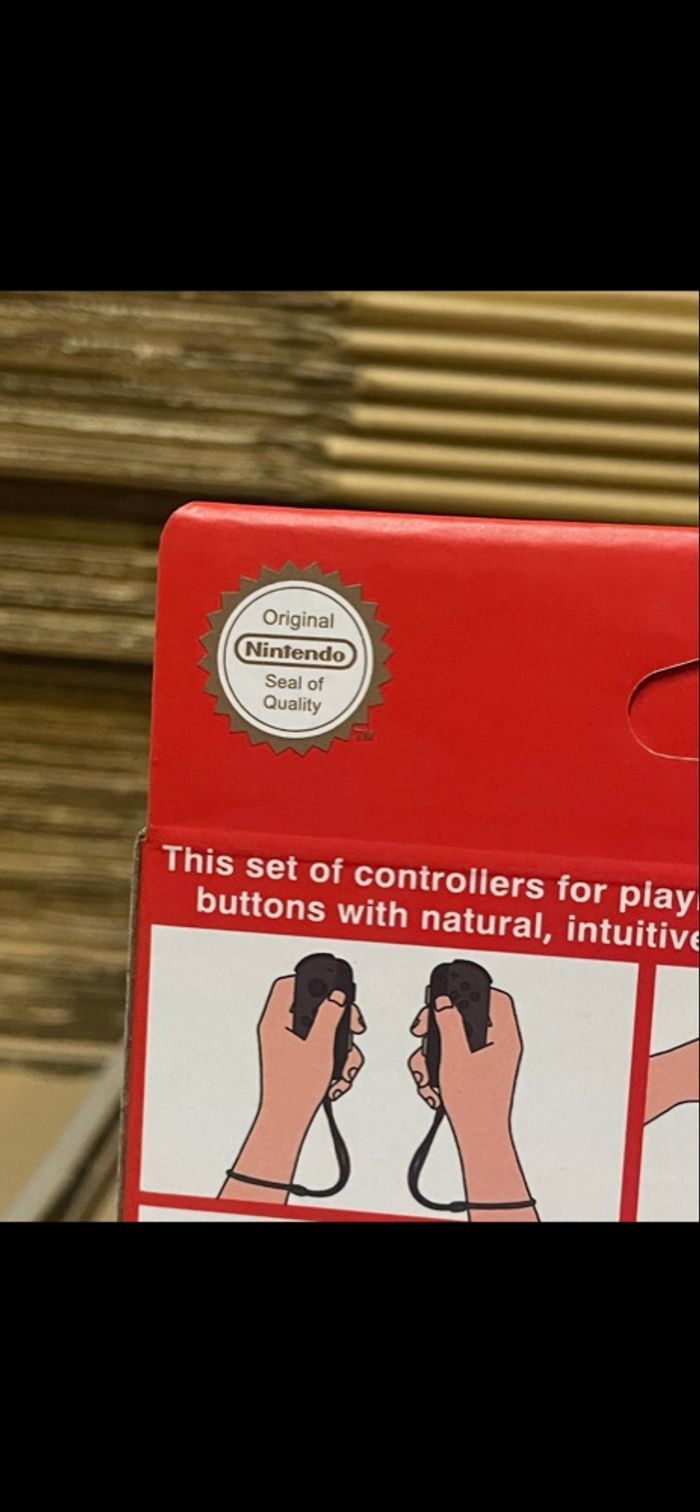 Original
Nintendo
Seal of
Quality
TM
This set of controllers for play
buttons with natural, intuitive